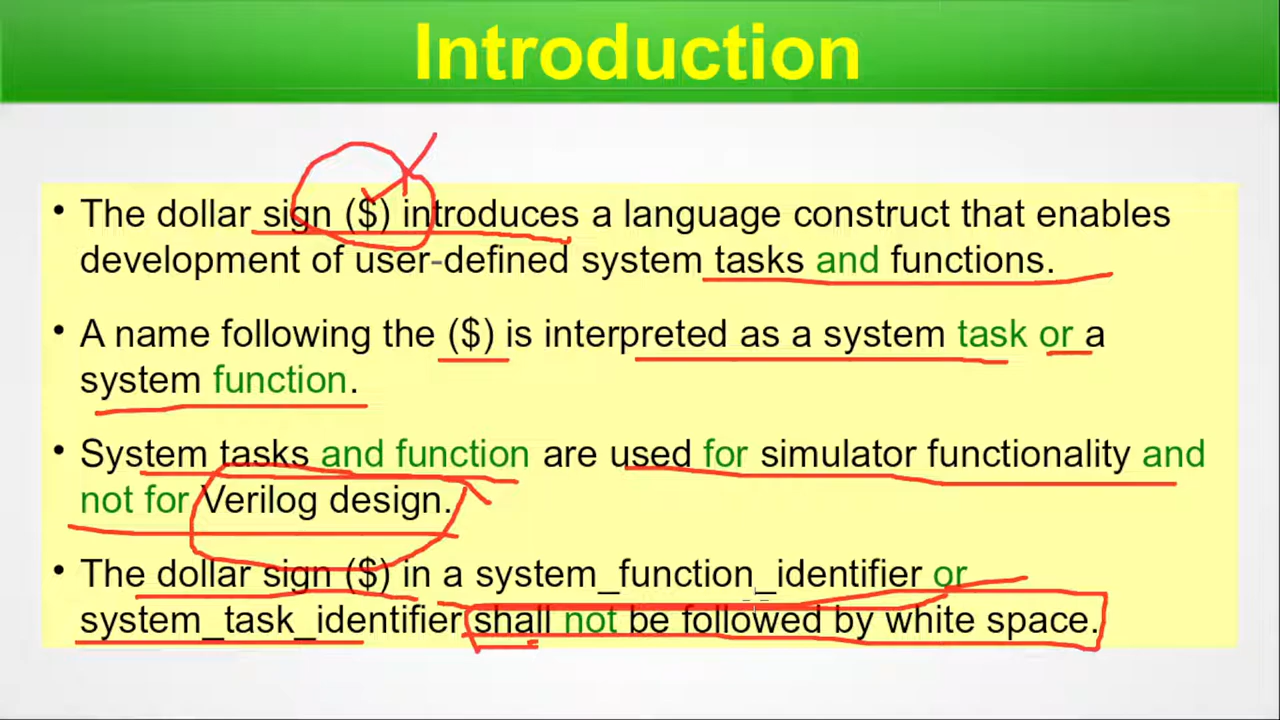 Introduction
• The dollar sign ($) introduces a language construct that enables
development of user-defined system tasks and functions.
• A name following the ($) is interpreted as a system task or a
system function.
• System tasks and function are used for simulator functionality and
not for Verilog design.
• The dollar sign ($) in a system_function_identifier or
system_task_identifier shall not be followed by white space.